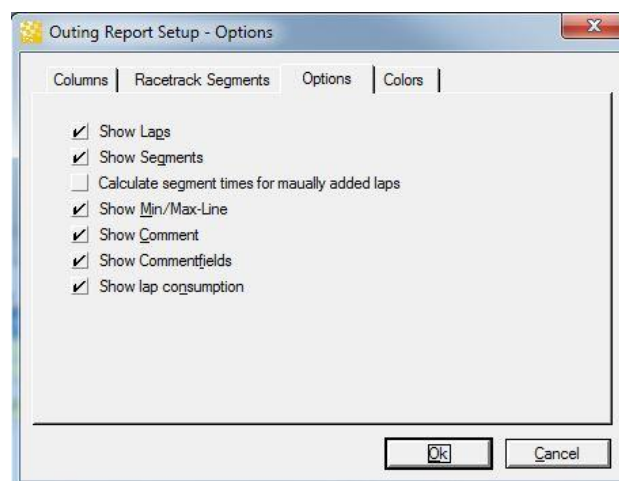 Outing Report Setup - Options
Columns Racetrack Segments Options Colors
Show Laps
Show Segments
Calculate segment times for maually added laps
Show Min/Max-Line
Show Comment
Show Commentfields
Show lap consumption
Ok Cancel